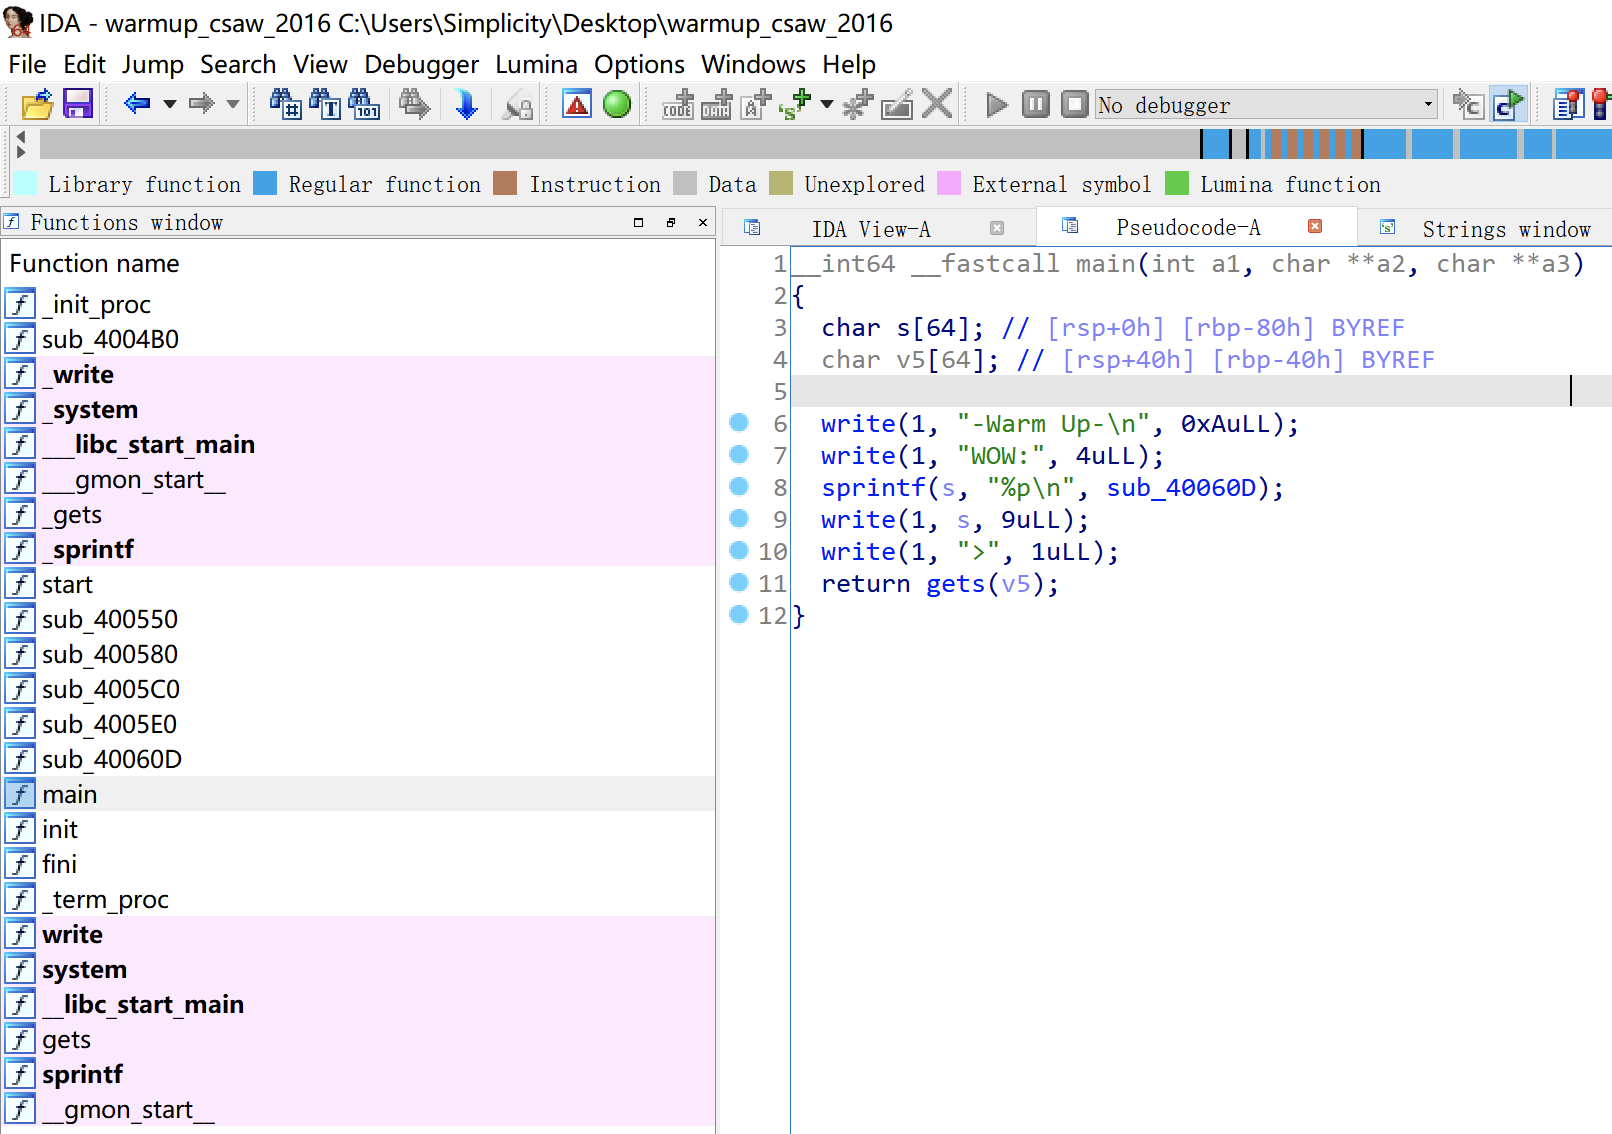 IDA - warmup_csaw_2016 C:\Users\Simplicity\Desktop\warmup_csaw_2016
File Edit Jump Search View Debugger Lumina Options Windows Help
No debugger
Library function Regular function Instruction Data Unexplored External symbol Lumina function
Functions window
IDA View-A Pseudocode-A Strings window
Function name
_init_proc
sub_4004B0
_write
_system
___libc_start_main
___gmon_start__
_gets
_sprintf
start
sub_400550
sub_400580
sub_4005C0
sub_4005E0
sub_40060D
main
init
fini
_term_proc
write
system
__libc_start_main
gets
sprintf
__gmon_start__
1 __int64 __fastcall main(int a1, char **a2, char **a3)
2 {
3 char s[64]; // [rsp+0h] [rbp-80h] BYREF
4 char v5[64]; // [rsp+40h] [rbp-40h] BYREF
5
6 write(1, "-Warm Up-\n", 0xAuLL);
7 write(1, "WOW:", 4uLL);
8 sprintf(s, "%p\n", sub_40060D);
9 write(1, s, 9uLL);
10 write(1, ">", 1uLL);
11 return gets(v5);
12 }